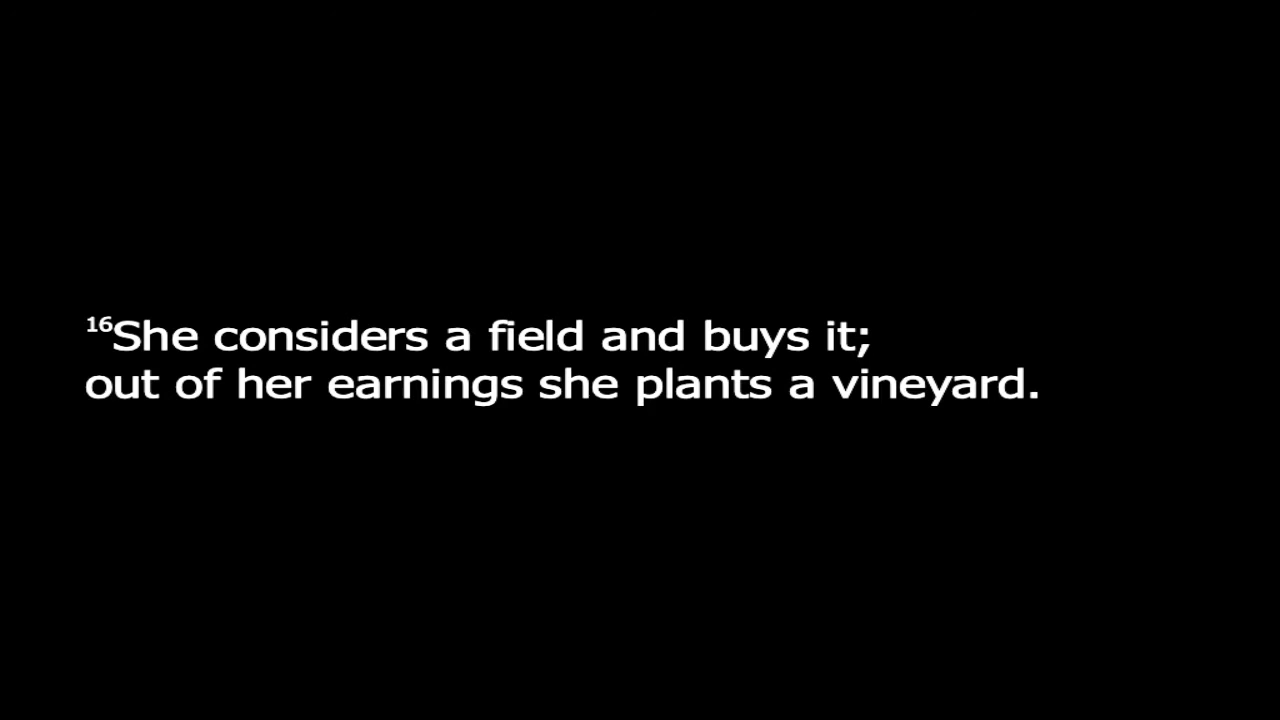 16She considers a field and buys it;
out of her earnings she plants a vineyard.